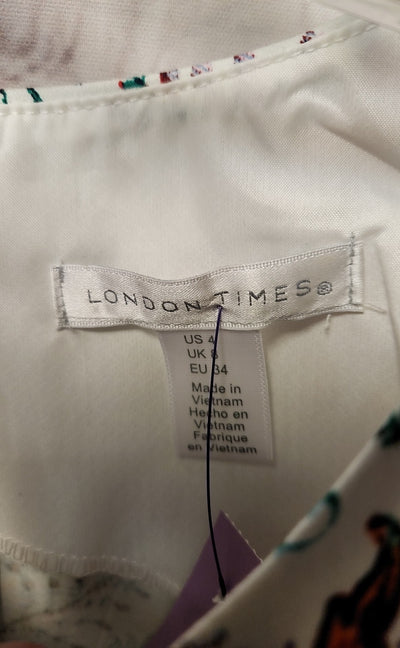 LONDON TIMES®
US 4
UK 8
EU 34
Made in
Vietnam
Hecho en
Vietnam
Fabrique
en Vietnam